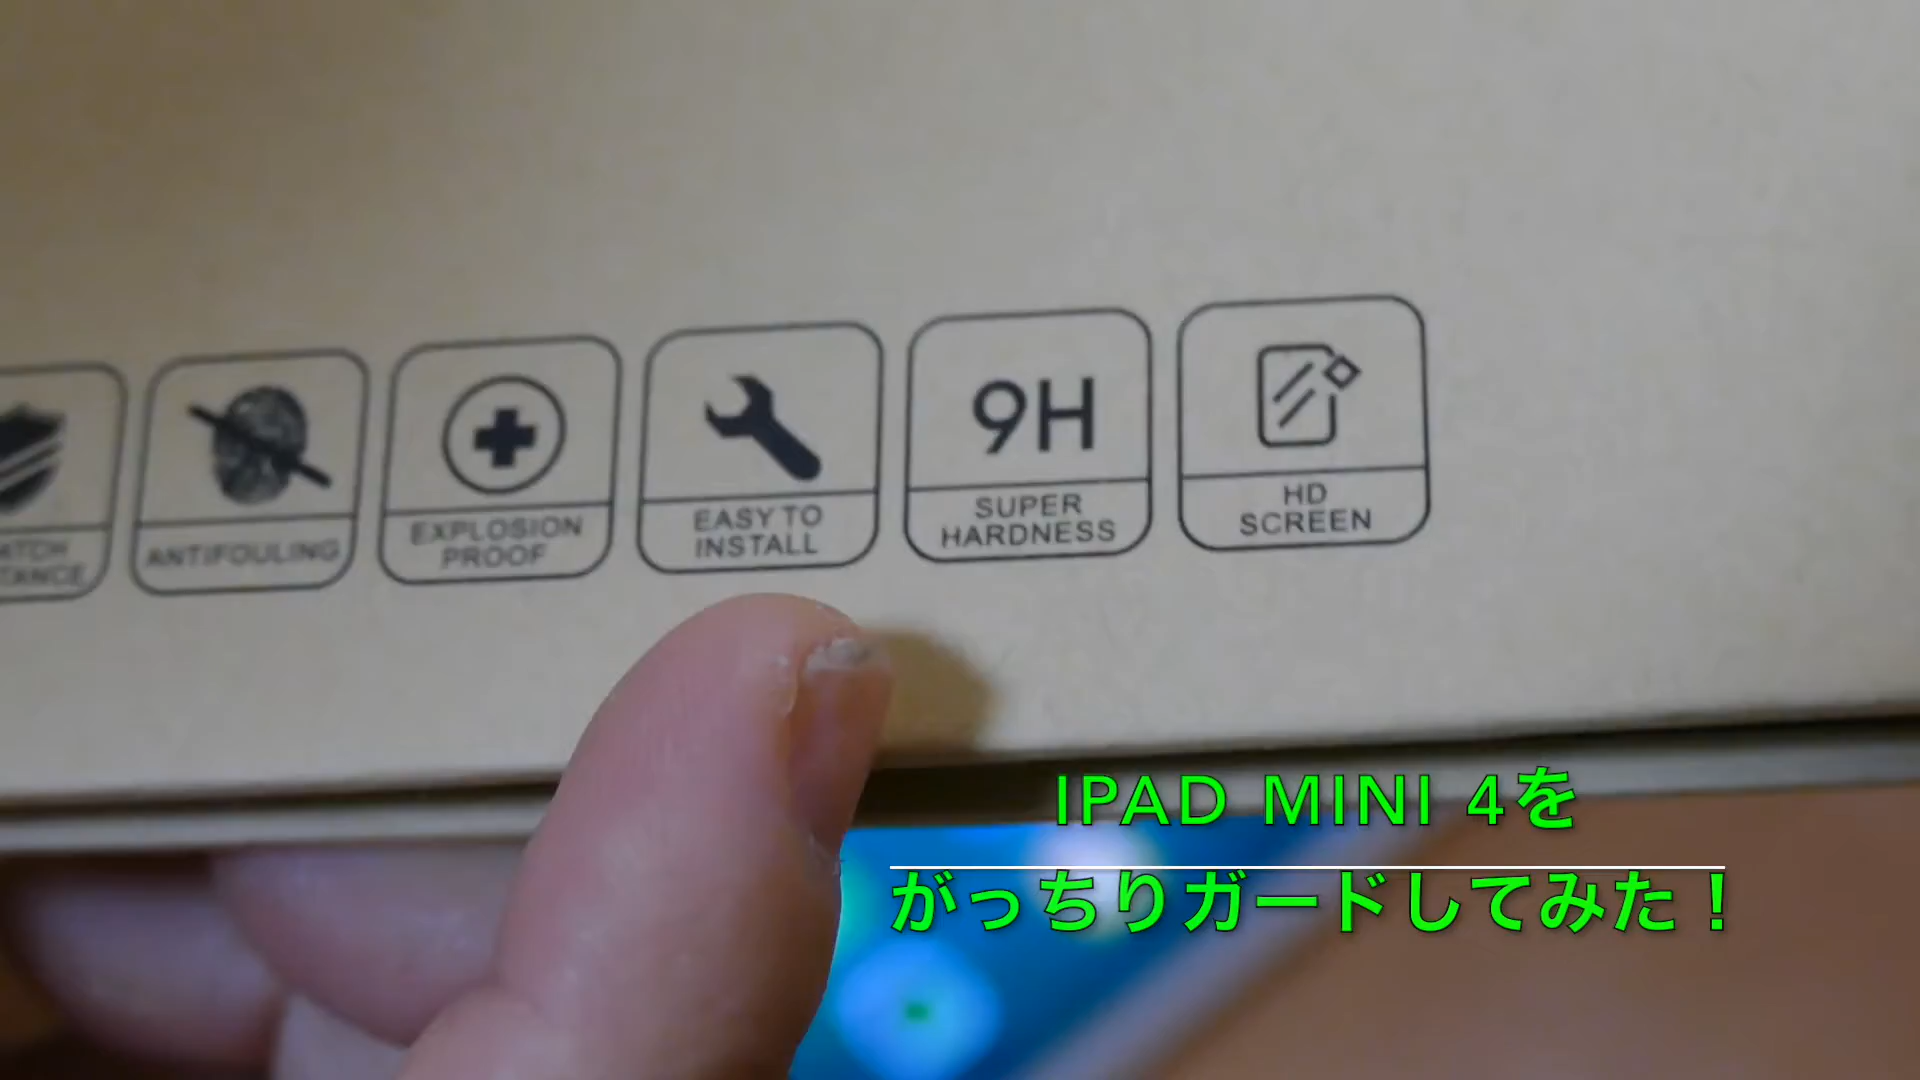 ANTIFOULING
EXPLOSION
PROOF
EASY TO
INSTALL
9H
SUPER
HARDNESS
HD
SCREEN
IPAD MINI 4を
がっちりガードしてみた！